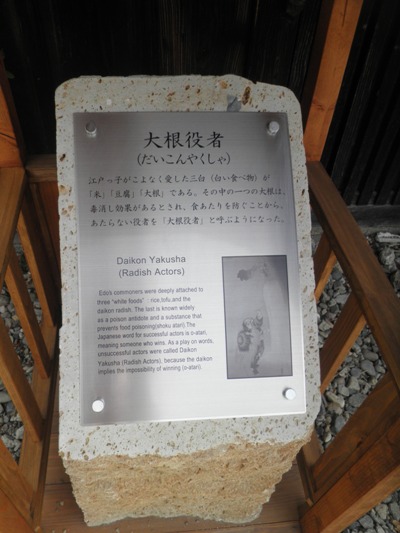 大根役者
(だいこんやくしゃ)
江戸っ子がこよなく愛した三白(白い食べ物)が
「米」「豆腐」「大根」である。その中の一つの大根は、
毒消し効果があるとされ、食あたりを防ぐことから、
あたらない役者を「大根役者」と呼ぶようになった。
Daikon Yakusha
(Radish Actors)
Edo's commoners were deeply attached to
three "white foods" : rice,tofu,and the
daikon radish. The last is known widely
as a poison antidote and a substance that
prevents food poisoning(shoku atari).The
Japanese word for successful actors is o-atari.
meaning someone who wins. As a play on words,
unsuccessful actors were called Daikon
Yakusha (Radish Actors), because the daikon
implies the impossibility of winning (o-atari).